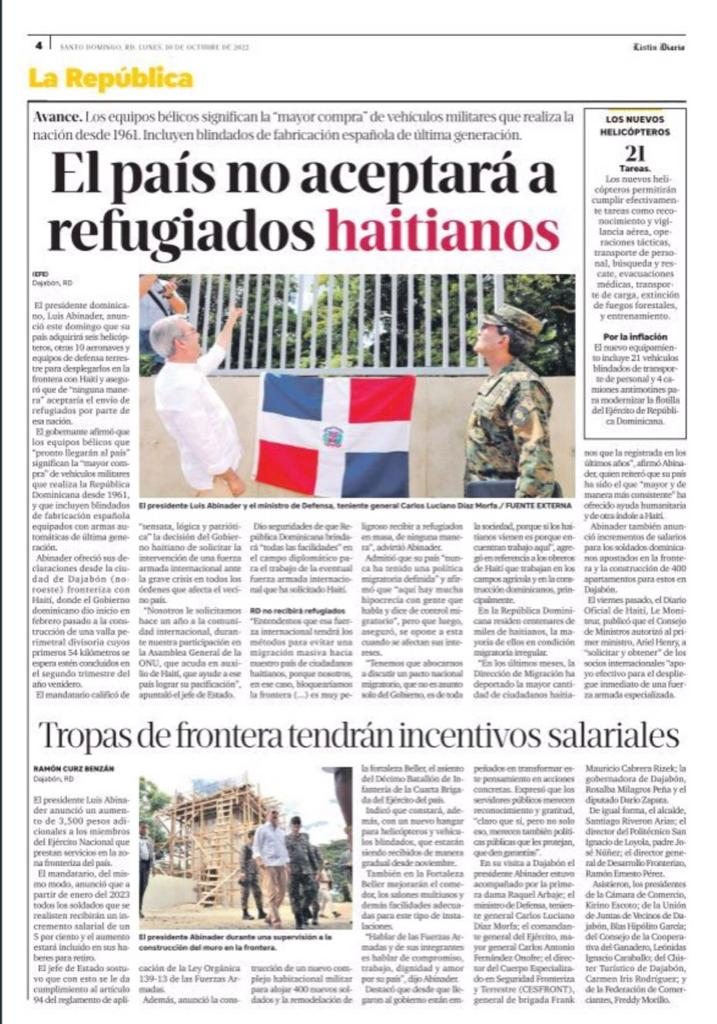 4
SANTO DOMINGO, RD. LUNES, 10 DE OCTUBRE DE 2022
Listín Diario
La República
Avance. Los equipos bélicos significan la “mayor compra” de vehículos militares que realiza la
nación desde 1961. Incluyen blindados de fabricación española de última generación.
El país no aceptará a
refugiados haitianos
(EFE)
Dajabón, RD
El presidente dominica-
no, Luis Abinader, anun-
ció este domingo que su
país adquirirá seis helicóp-
teros, otras 10 aeronaves y
equipos de defensa terres-
tre para desplegarlos en la
frontera con Haití y asegu-
ró que de “ninguna mane-
ra” aceptaría el envío de
refugiados por parte de
esa nación.
El gobernante afirmó que
los equipos bélicos que
“pronto llegarán al país”
significan la “mayor com-
pra” de vehículos militares
que realiza la República
Dominicana desde 1961,
y que incluyen blindados
de fabricación española
equipados con armas au-
tomáticas de última gene-
ración.
Abinader ofreció sus de-
claraciones desde la ciu-
dad de Dajabón (no-
roeste) fronteriza con
Haití, donde el Gobierno
dominicano dio inicio en
febrero pasado a la cons-
trucción de una valla pe-
rimetral divisoria cuyos
primeros 54 kilómetros se
espera estén concluidos en
el segundo trimestre del
año venidero.
El mandatario calificó de
El presidente Luis Abinader y el ministro de Defensa, teniente general Carlos Luciano Díaz Morfa./ FUENTE EXTERNA
“sensata, lógica y patrióti-
ca” la decisión del Gobier-
no haitiano de solicitar la
intervención de una fuerza
armada internacional ante
la grave crisis en todos los
órdenes que afecta el veci-
no país.
“Nosotros le solicitamos
hace un año a la comuni-
dad internacional, duran-
te nuestra participación en
la Asamblea General de la
ONU, que acuda en auxi-
lio de Haití, que ayude a ese
país lograr su pacificación”,
apuntaló el jefe de Estado.
Dio seguridades de que Re-
pública Dominicana brinda-
rá “todas las facilidades” en
el campo diplomático pa-
ra el trabajo de la eventual
fuerza armada internacio-
nal que ha solicitado Haití.
RD no recibirá refugiados
“Entendemos que esa fuer-
za internacional tendrá los
métodos para evitar una
migración masiva hacia
nuestro país de ciudadanos
haitianos, porque nosotros,
en ese caso, bloquearíamos
la frontera (...) es muy pe-
ligroso recibir a refugiados
en masa, de ninguna mane-
ra”, advirtió Abinader.
Admitió que su país “nun-
ca ha tenido una política
migratoria definida” y afir-
mó que “aquí hay mucha
hipocrecía con gente que
habla y dice de control mi-
gratorio”, pero que luego,
aseguró, se opone a esta
cuando se afectan sus inte-
reses.
“Tenemos que abocarnos
a discutir un pacto nacional
migratorio, que no es asunto
solo del Gobierno, es de toda
la sociedad, porque si los hai-
tianos vienen es porque en-
cuentran trabajo aquí”, agre-
gó en referencia a los obreros
de Haití que trabajan en los
campos agrícola y en la cons-
trucción dominicanos, prin-
cipalmente.
En la República Domini-
cana residen centenares de
miles de haitianos, la ma-
yoría de ellos en condición
migratoria irregular.
“En los últimos meses, la
Dirección de Migración ha
deportado la mayor canti-
dad de ciudadanos haitia-
nos que la registrada en los
últimos años”, afirmó Abina-
der, quien reiteró que su país
ha sido el que “mayor y de
manera más consistente” ha
ofrecido ayuda humanitaria
y de otra índole a Haití.
Abinader también anun-
ció incrementos de salarios
para los soldados domini-
nos apostados en la fronte-
ra y la construcción de 400
apartamentos para estos en
Dajabón.
El viernes pasado, el Diario
Oficial de Haití, Le Moni-
teur, publicó que el Consejo
de Ministros autorizó al pri-
mer ministro, Ariel Henry, a
“solicitar y obtener” de los
socios internacionales “apo-
yo efectivo para el desplie-
gue inmediato de una fuer-
za armada especializada.
LOS NUEVOS
HELICÓPTEROS
21
Tareas.
Los nuevos heli-
cópteros permitirán
cumplir efectivamen-
te tareas como reco-
nocimiento y vigi-
lancia aérea, ope-
raciones tácticas,
transporte de perso-
nal, búsqueda y res-
cate, evacuaciones
médicas, transpor-
te de carga, extinción
de fuegos forestales,
y entrenamiento.
Por la inflación
El nuevo equipamien-
to incluye 21 vehículos
blindados de transporte
de personal y 4 ca-
miones antimotines pa-
ra modernizar la flotilla
del Ejército de Repúbli-
ca Dominicana.
Tropas de frontera tendrán incentivos salariales
RAMÓN CURZ BENZÁN
Dajabón, RD
El presidente Luis Abina-
der anunció un aumento
de 3,500 pesos adi-
cionales a los miembros
del Ejército Nacional que
prestan servicios en la zo-
na fronteriza del país.
El mandatario, del mis-
mo modo, anunció que a
partir de enero del 2023
todos los soldados que se
realisten recibirán un in-
cremento salarial de un
5 por ciento y el aumento
estará incluido en sus ha-
beres para retiro.
El jefe de Estado sostu-
vo que con esto se le da
cumplimiento al artículo
94 del reglamento de apli-
El presidente Abinader durante una supervisión a la
construcción del muro en la frontera.
cación de la Ley Orgánica
139-13 de las Fuerzas Ar-
madas.
Además, anunció la cons-
trucción de un nuevo com-
plejo habitacional militar
para alojar 400 nuevos sol-
dados y la remodelación de
la fortaleza Beller, el asiento
del Décimo Batallón de In-
fantería de la Cuarta Briga-
da del Ejército del país.
Indicó que constará, ade-
más, con un nuevo hangar
para helicópteros y vehícu-
los blindados, que estarán
siendo recibidos de manera
gradual desde noviembre.
También en la Fortaleza
Beller mejorarán el come-
dor, los salones multiusos y
demás facilidades adecua-
das para este tipo de insta-
laciones.
“Hablar de las Fuerzas Ar-
madas y de sus integrantes
es hablar de compromiso,
trabajo, dignidad y amor
por su país”, dijo Abinader.
Destacó que desde que lle-
garon al gobierno están em-
peñados en transformar es-
te pensamiento en acciones
concretas. Expresó que los
servidores públicos merecen
reconocimiento y gratitud,
“claro que sí, pero no solo
eso, merecen también políti-
cas públicas que les protejan,
que los dignifiquen”.
En su visita a Dajabón el
presidente Abinader estuvo
acompañado por la prime-
ra dama Raquel Arbaje; el
ministro de Defensa, tenien-
te general Carlos Luciano
Díaz Morfa; el comandan-
te general del Ejército, ma-
yor general Carlos Antonio
Fernández Onofre; el direc-
tor del Cuerpo Especializa-
do en Seguridad Fronteriza
y Terrestre (CESFRONT),
general de brigada Frank
Mauricio Cabrera Rizek; la
gobernadora de Dajabón,
Rosalba Milagros Peña y el
diputado Darío Zapata.
De igual forma, el alcalde,
Santiago Riveron Arias; el
director del Politécnico San
Ignacio de Loyola, padre Jo-
sé Núñez; el director general
de Desarrollo Fronterizo,
Ramón Ernesto Pérez.
Asistieron, los presidentes
de la Cámara de Comercio,
Kirino Escoto; de la Unión
de Juntas de Vecinos de Da-
jabón, Blas Hipólito García;
del Consejo de la Coopera-
tiva del Ganadero, Leónidas
Ignacio Caraballo; del Clús-
ter Turístico de Dajabón,
Carmen Iris Rodríguez; y
de la Federación de Comer-
ciantes, Freddy Morillo.